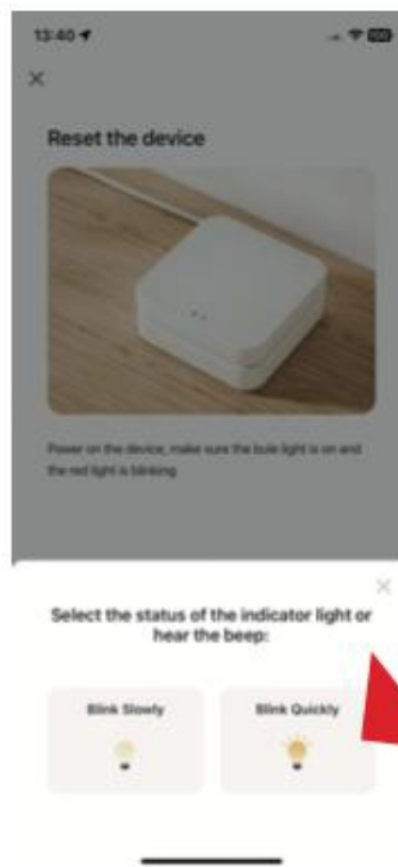 13:40
100
Reset the device
Power on the device, make sure the bule light is on and
the red light is blinking
Select the status of the indicator light or
hear the beep:
Blink Slowly
Blink Quickly